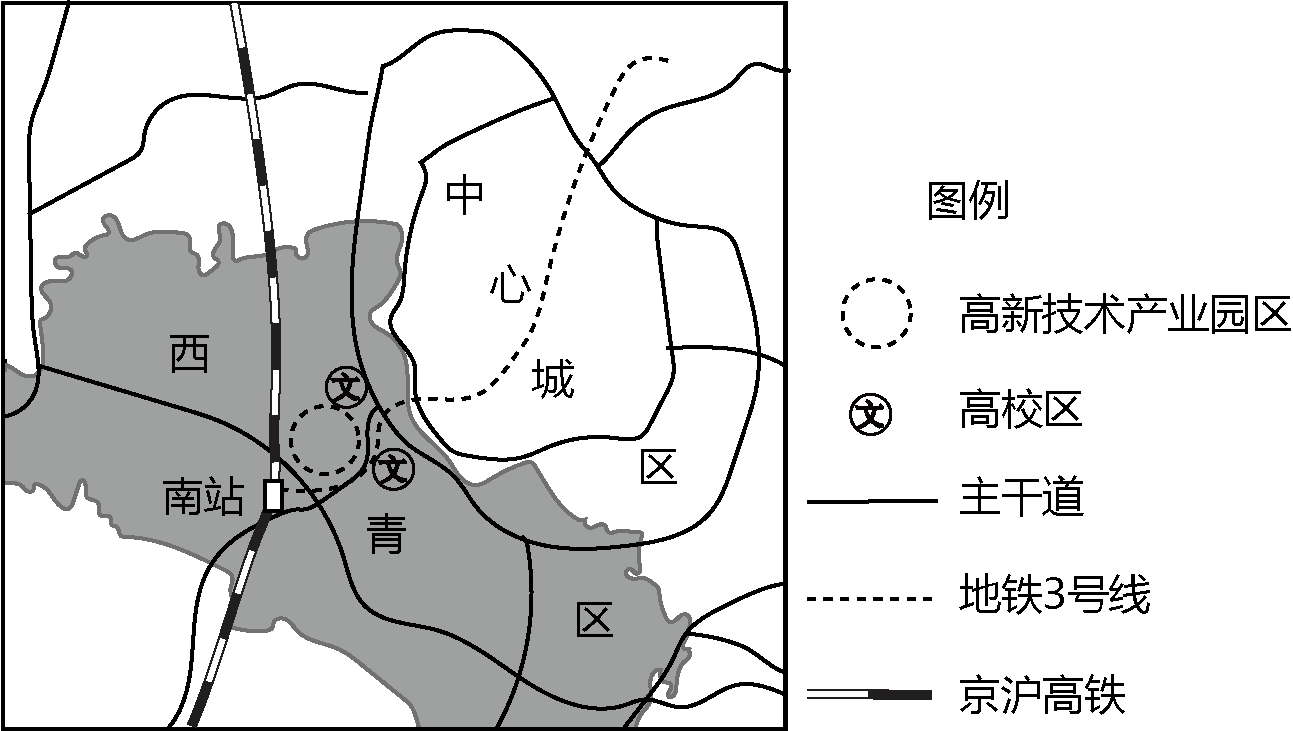 中
心
城
区
西
青
区
南站
文
文
图例
高新技术产业园区
文
高校区
主干道
地铁3号线
京沪高铁